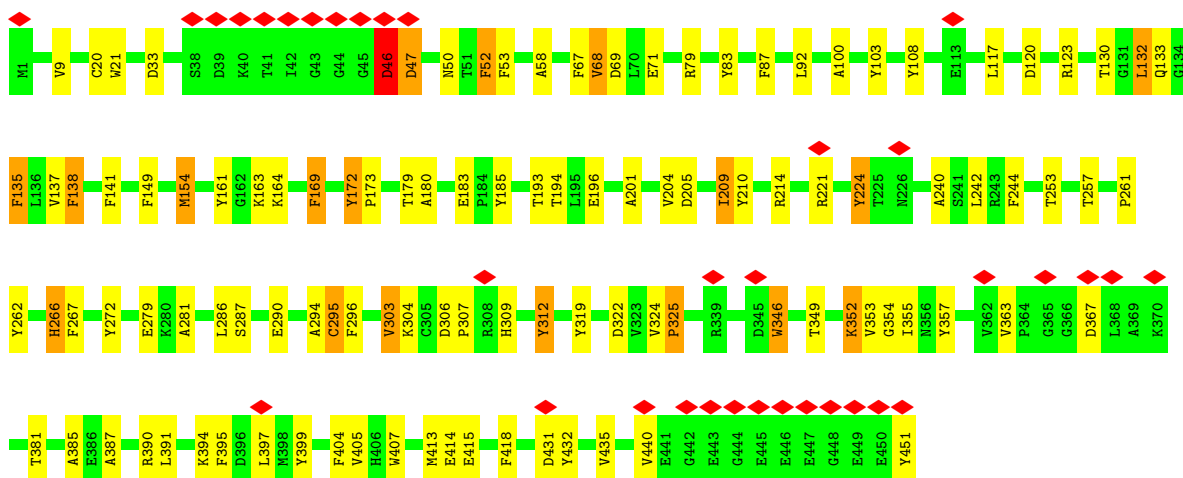 M1 V9 C20 W21 D33 S38 D39 K40 T41 I42 G43 G44 G45 D46 D47 N50 T51 F52 F53 A58 F67 V68 D69 L70 E71 R79 Y83 F87 L92 A100 Y103 Y108 E113 L117 D120 R123 T130 G131 L132 Q133 G134
F135 L136 V137 F138 F141 F149 M154 Y161 G162 K163 K164 F169 Y172 P173 T179 A180 E183 P184 Y185 T193 T194 L195 E196 A201 V204 D205 I209 Y210 R214 R221 Y224 T225 N226 A240 S241 L242 R243 F244 T253 T257 P261
Y262 H266 F267 Y272 E279 K280 A281 L286 S287 E290 A294 C295 F296 V303 K304 C305 D306 P307 R308 H309 Y312 Y319 D322 V323 V324 P325 R339 D345 W346 T349 K352 V353 G354 I355 N356 Y357 V362 V363 P364 G365 G366 D367 L368 A369 K370
T381 A385 E386 A387 R390 L391 K394 F395 D396 L397 M398 Y399 F404 V405 H406 W407 M413 E414 E415 F418 D431 Y432 V435 V440 E441 G442 E443 G444 E445 E446 E447 G448 E449 E450 Y451